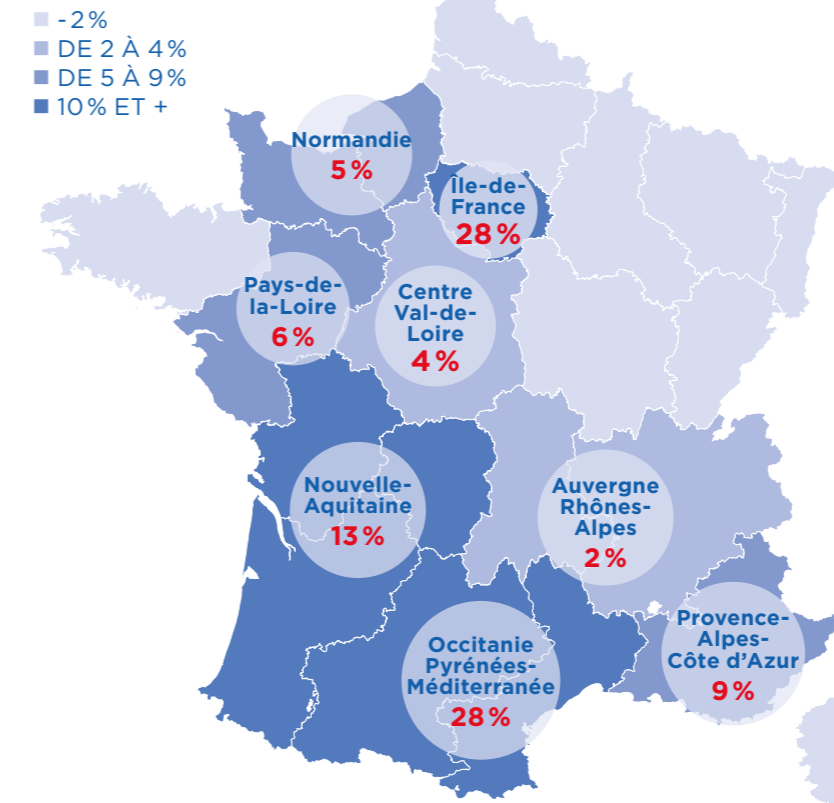 -2%
DE 2 À 4%
DE 5 À 9%
10% ET +
Normandie
5%
Île-de-
France
28%
Pays-de-
la-Loire
6%
Centre
Val-de-
Loire
4%
Nouvelle-
Aquitaine
13%
Auvergne
Rhônes-
Alpes
2%
Occitanie
Pyrénées-
Méditerranée
28%
Provence-
Alpes-
Côte d'Azur
9%